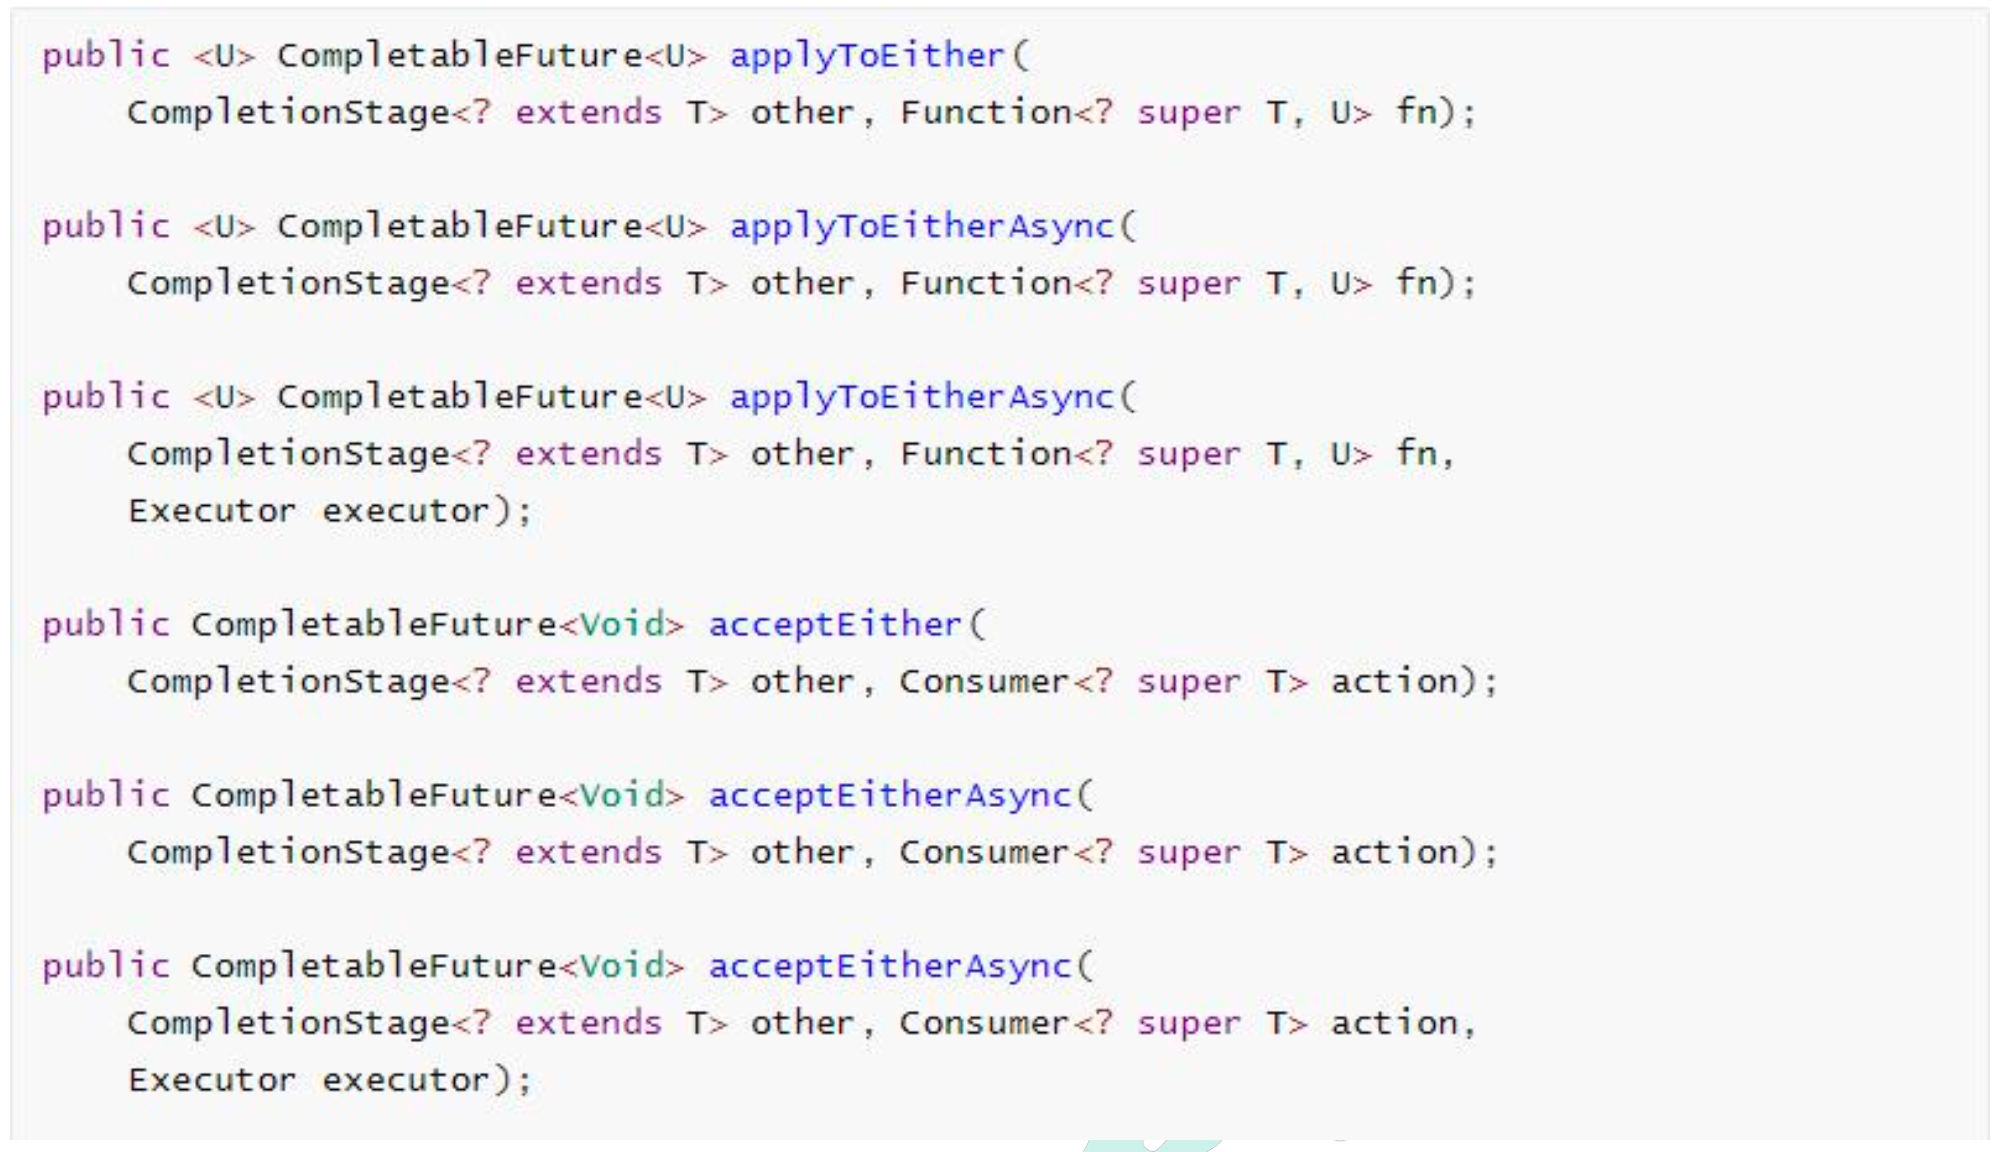 public <U> CompletableFuture<U> applyToEither(
    CompletionStage<? extends T> other, Function<? super T, U> fn);

public <U> CompletableFuture<U> applyToEitherAsync(
    CompletionStage<? extends T> other, Function<? super T, U> fn);

public <U> CompletableFuture<U> applyToEitherAsync(
    CompletionStage<? extends T> other, Function<? super T, U> fn,
    Executor executor);

public CompletableFuture<Void> acceptEither(
    CompletionStage<? extends T> other, Consumer<? super T> action);

public CompletableFuture<Void> acceptEitherAsync(
    CompletionStage<? extends T> other, Consumer<? super T> action);

public CompletableFuture<Void> acceptEitherAsync(
    CompletionStage<? extends T> other, Consumer<? super T> action,
    Executor executor);